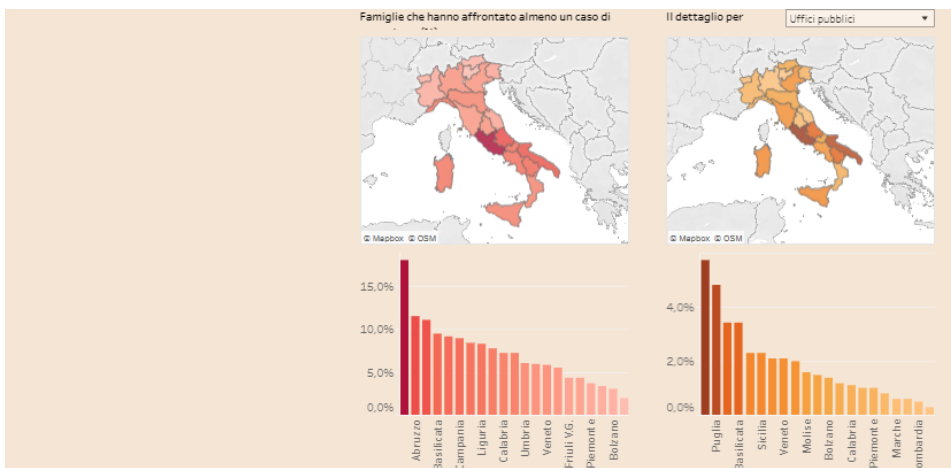 Famiglie che hanno affrontato almeno un caso di
Il dettaglio per
Uffici pubblici
© Mapbox © OSM
© Mapbox © OSM
15,0%
10,0%
5,0%
0,0%
Abruzzo
Basilicata
Campania
Liguria
Calabria
Umbria
Veneto
Friuli V.G.
Piemonte
Bolzano
4,0%
2,0%
0,0%
Puglia
Basilicata
Sicilia
Veneto
Molise
Bolzano
Calabria
Piemonte
Marche
ombardia